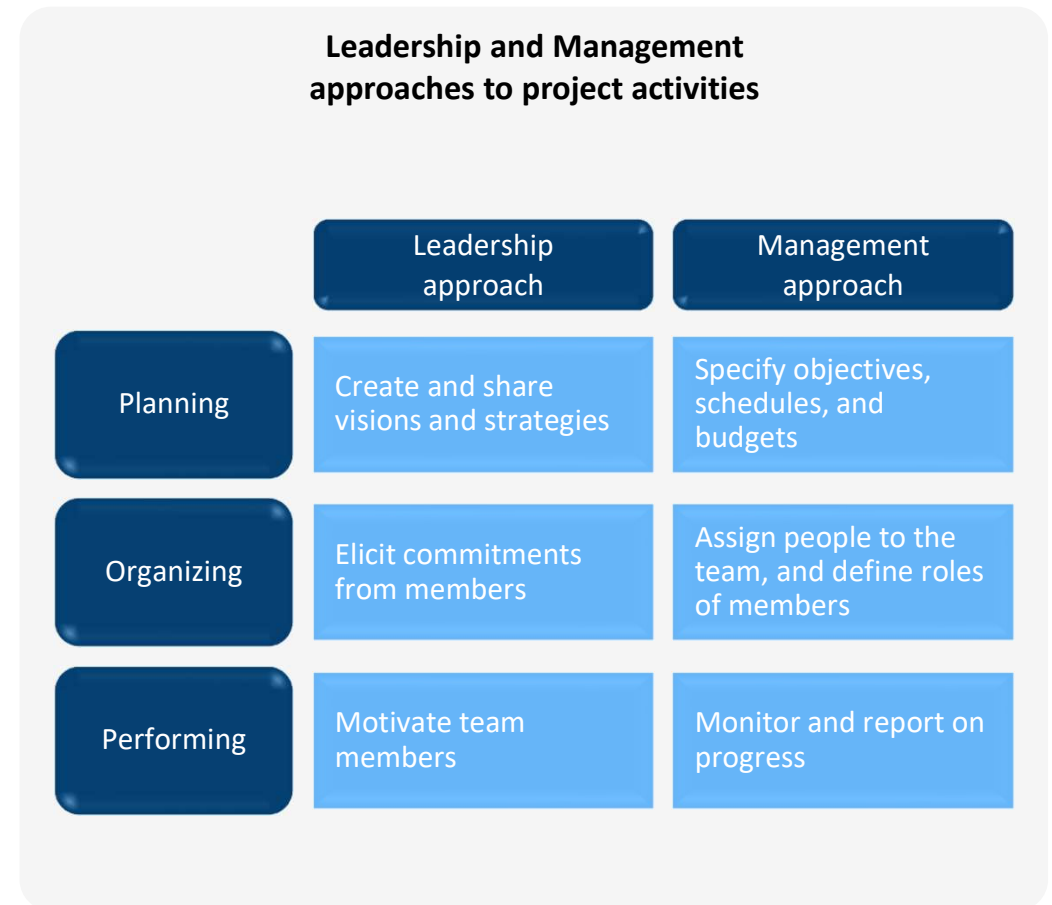 Leadership and Management
approaches to project activities
Leadership
approach
Management
approach
Planning
Create and share
visions and strategies
Specify objectives,
schedules, and
budgets
Organizing
Elicit commitments
from members
Assign people to the
team, and define roles
of members
Performing
Motivate team
members
Monitor and report on
progress